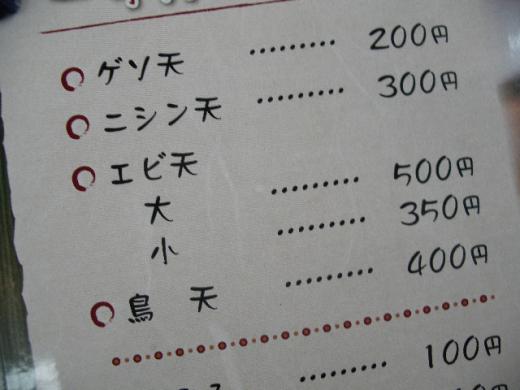 ゲソ天 ......... 200円
ニシン天 ......... 300円
エビ天
大 ......... 500円
小 ......... 350円
鳥 天 ......... 400円
......... 100円